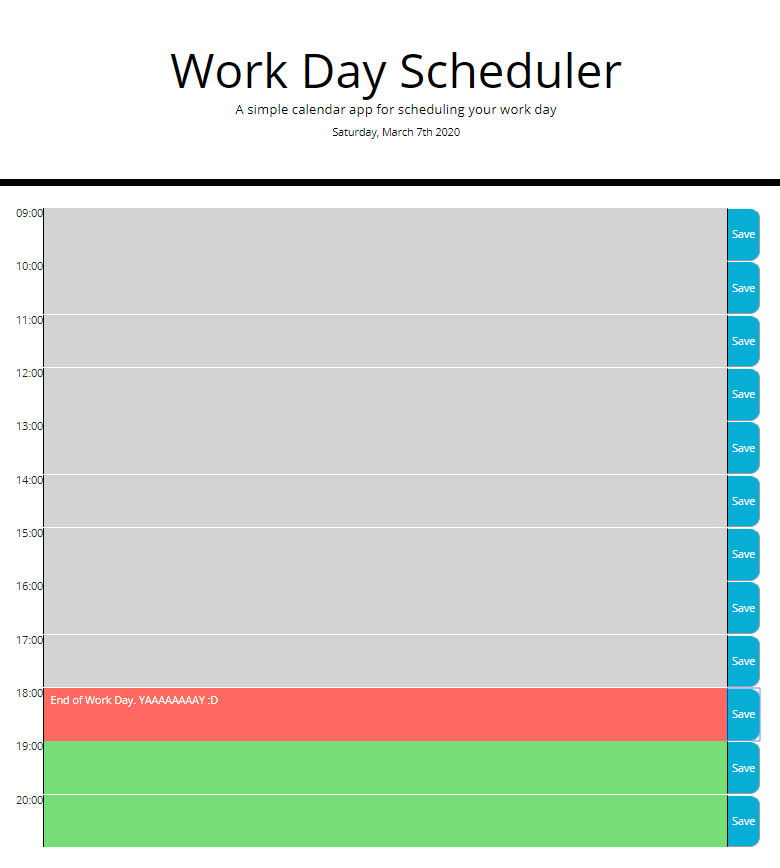 Work Day Scheduler
A simple calendar app for scheduling your work day
Saturday, March 7th 2020
09:00 Save
10:00 Save
11:00 Save
12:00 Save
13:00 Save
14:00 Save
15:00 Save
16:00 Save
17:00 Save
18:00 End of Work Day. YAAAAAAAAY :D Save
19:00 Save
20:00 Save